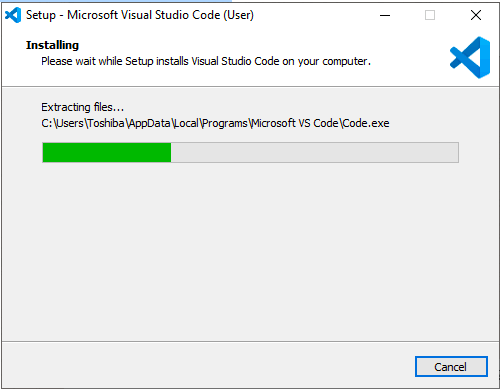 Setup - Microsoft Visual Studio Code (User)
Installing
Please wait while Setup installs Visual Studio Code on your computer.
Extracting files...
C:\Users\Toshiba\AppData\Local\Programs\Microsoft VS Code\Code.exe
Cancel